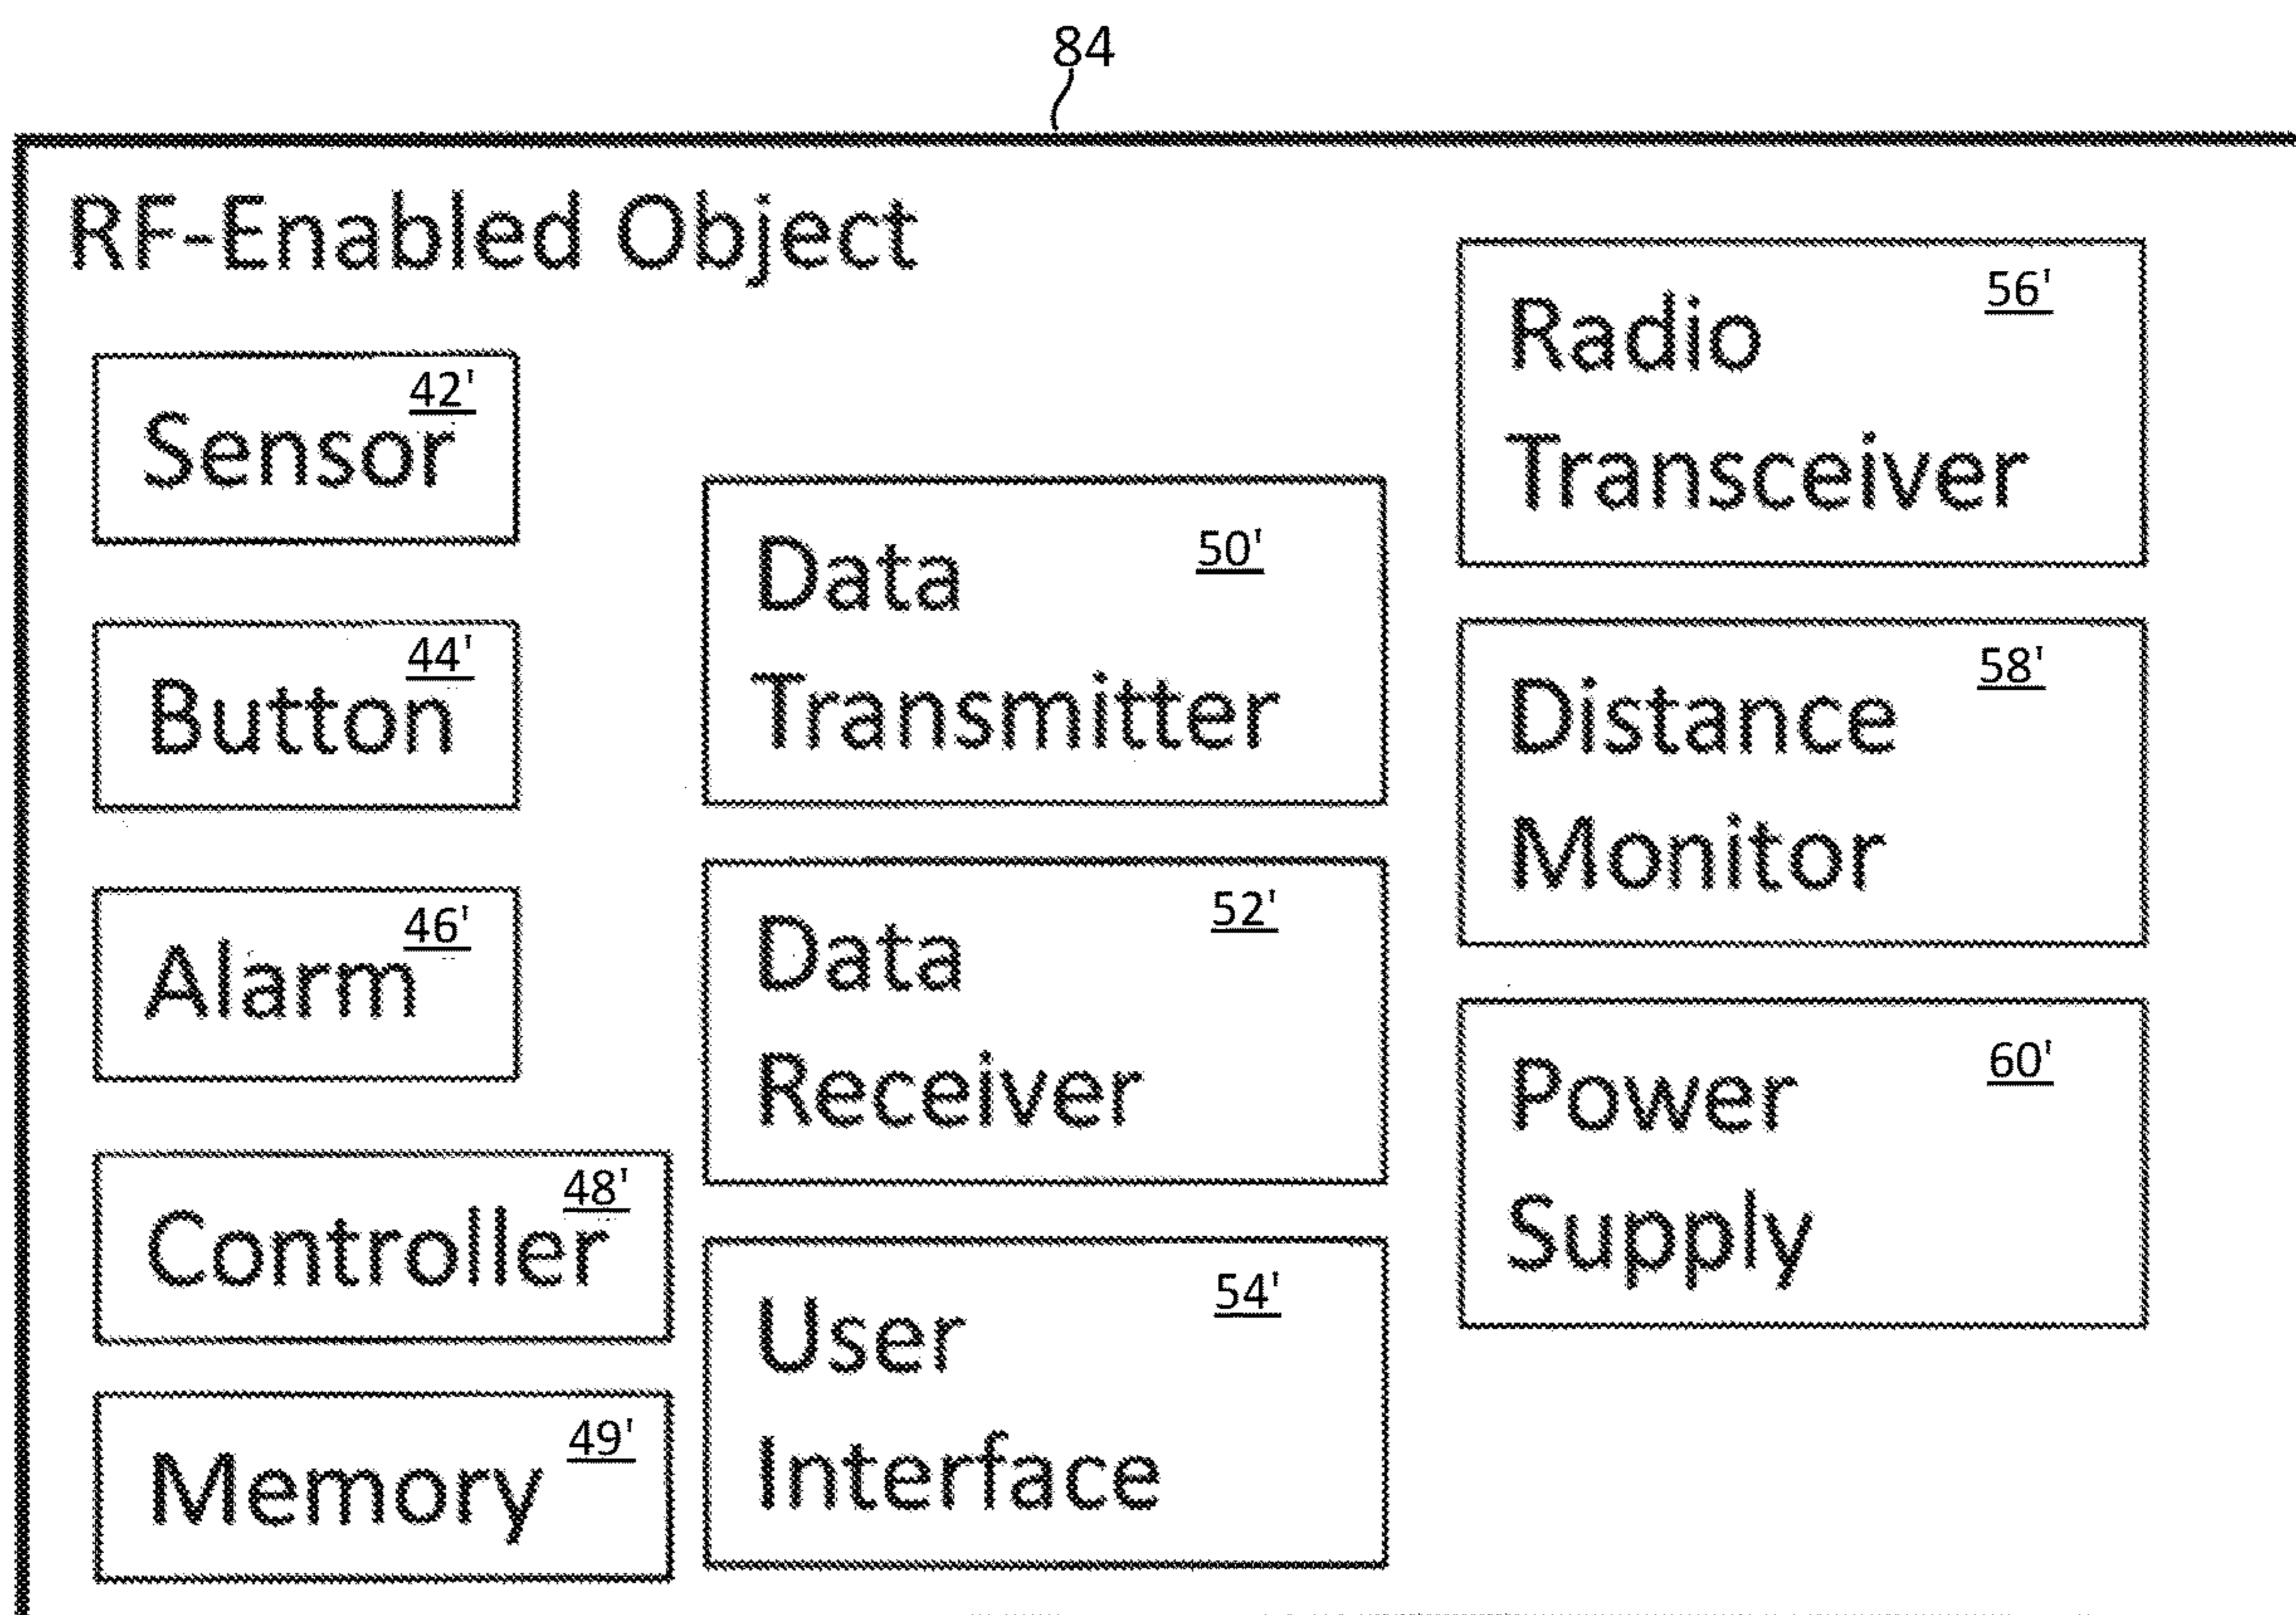 84
RF-Enabled Object
42'
Sensor
44'
Button
46'
Alarm
48'
Controller
49'
Memory
50'
Data
Transmitter
52'
Data
Receiver
54'
User
Interface
56'
Radio
Transceiver
58'
Distance
Monitor
60'
Power
Supply